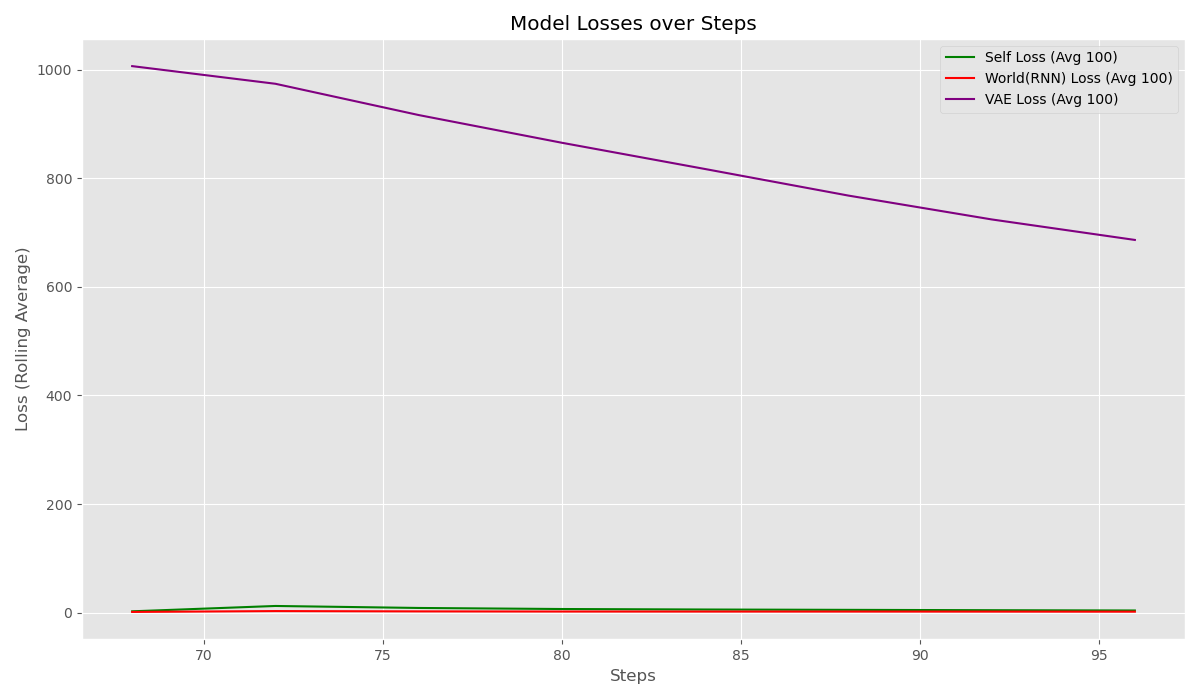 Model Losses over Steps
Self Loss (Avg 100)
World(RNN) Loss (Avg 100)
VAE Loss (Avg 100)
Loss (Rolling Average)
1000
800
600
400
200
0
70 75 80 85 90 95
Steps